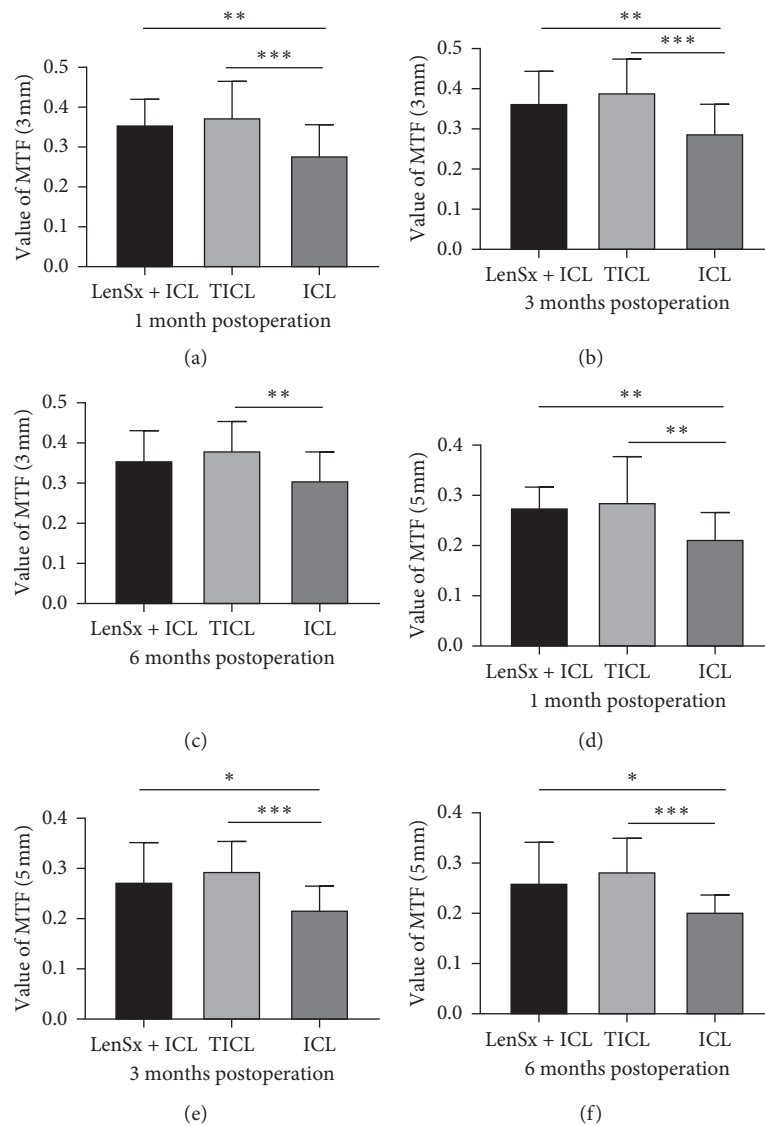 **
***
0.5
0.4
0.3
0.2
0.1
0.0
Value of MTF (3 mm)
LenSx + ICL TICL ICL
1 month postoperation
(a)
**
***
0.5
0.4
0.3
0.2
0.1
0.0
Value of MTF (3 mm)
LenSx + ICL TICL ICL
3 months postoperation
(b)
**
0.5
0.4
0.3
0.2
0.1
0.0
Value of MTF (3 mm)
LenSx + ICL TICL ICL
6 months postoperation
(c)
**
**
0.4
0.3
0.2
0.1
0.0
Value of MTF (5 mm)
LenSx + ICL TICL ICL
1 month postoperation
(d)
*
***
0.4
0.3
0.2
0.1
0.0
Value of MTF (5 mm)
LenSx + ICL TICL ICL
3 months postoperation
(e)
*
***
0.4
0.3
0.2
0.1
0.0
Value of MTF (5 mm)
LenSx + ICL TICL ICL
6 months postoperation
(f)